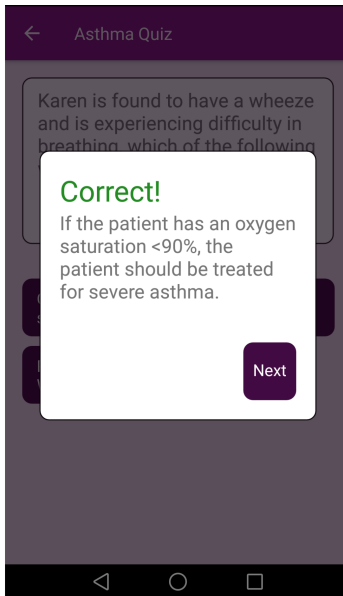 Asthma Quiz
Karen is found to have a wheeze
and is experiencing difficulty in
breathing, which of the following
Correct!
If the patient has an oxygen
saturation <90%, the
patient should be treated
for severe asthma.
Next